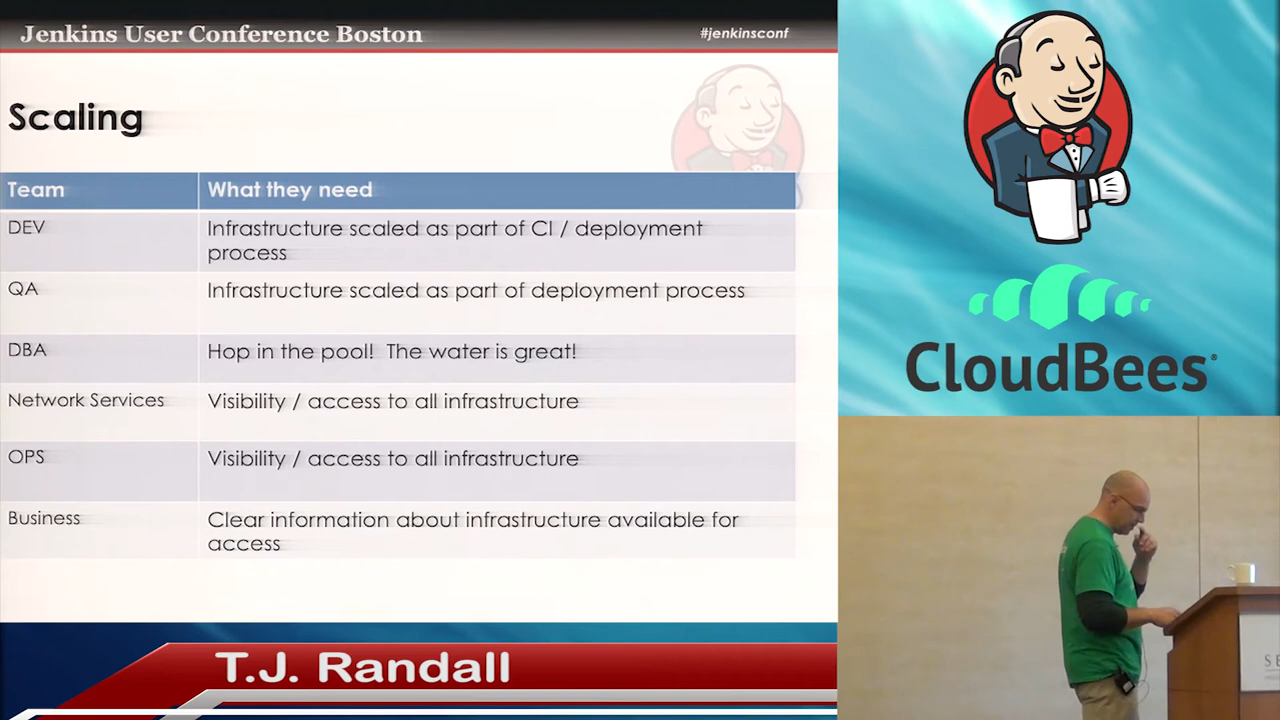 Jenkins User Conference Boston
#jenkinsconf
Scaling
Team What they need
DEV Infrastructure scaled as part of CI / deployment
process
QA Infrastructure scaled as part of deployment process
DBA Hop in the pool! The water is great!
Network Services Visibility / access to all infrastructure
OPS Visibility / access to all infrastructure
Business Clear information about infrastructure available for
access
CloudBees
T.J. Randall